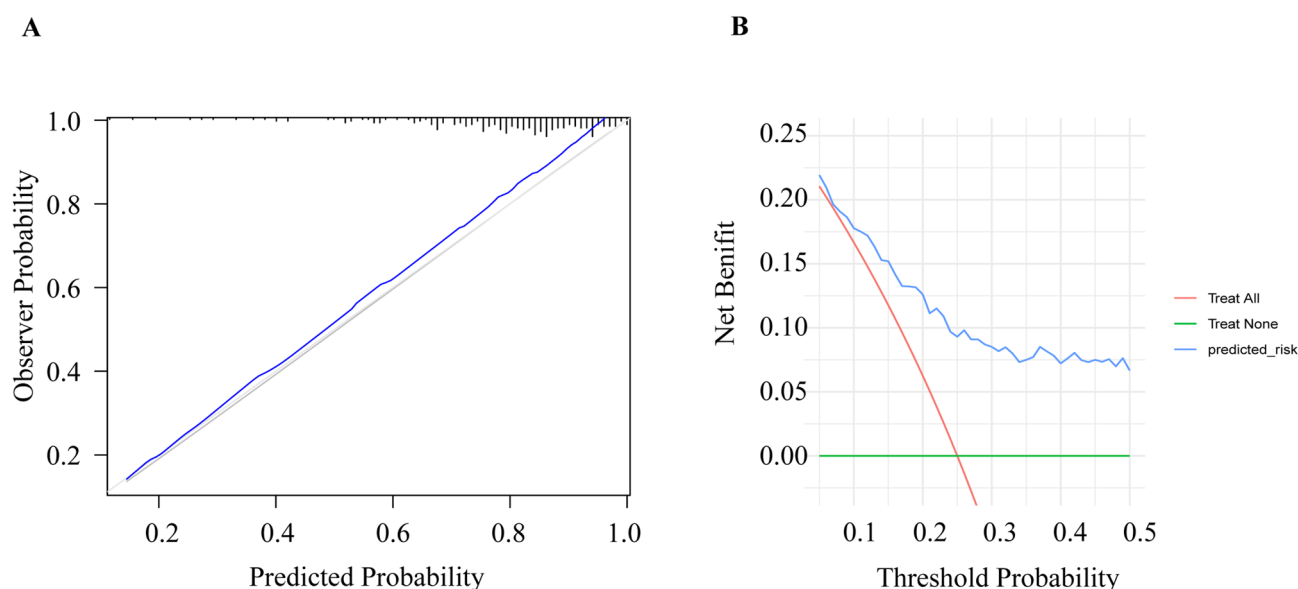 A
B
1.0
0.8
0.6
0.4
0.2
Observer Probability
0.2 0.4 0.6 0.8 1.0
Predicted Probability
0.25
0.20
0.15
0.10
0.05
0.00
Net Benifit
0.1 0.2 0.3 0.4 0.5
Threshold Probability
Treat All
Treat None
predicted_risk